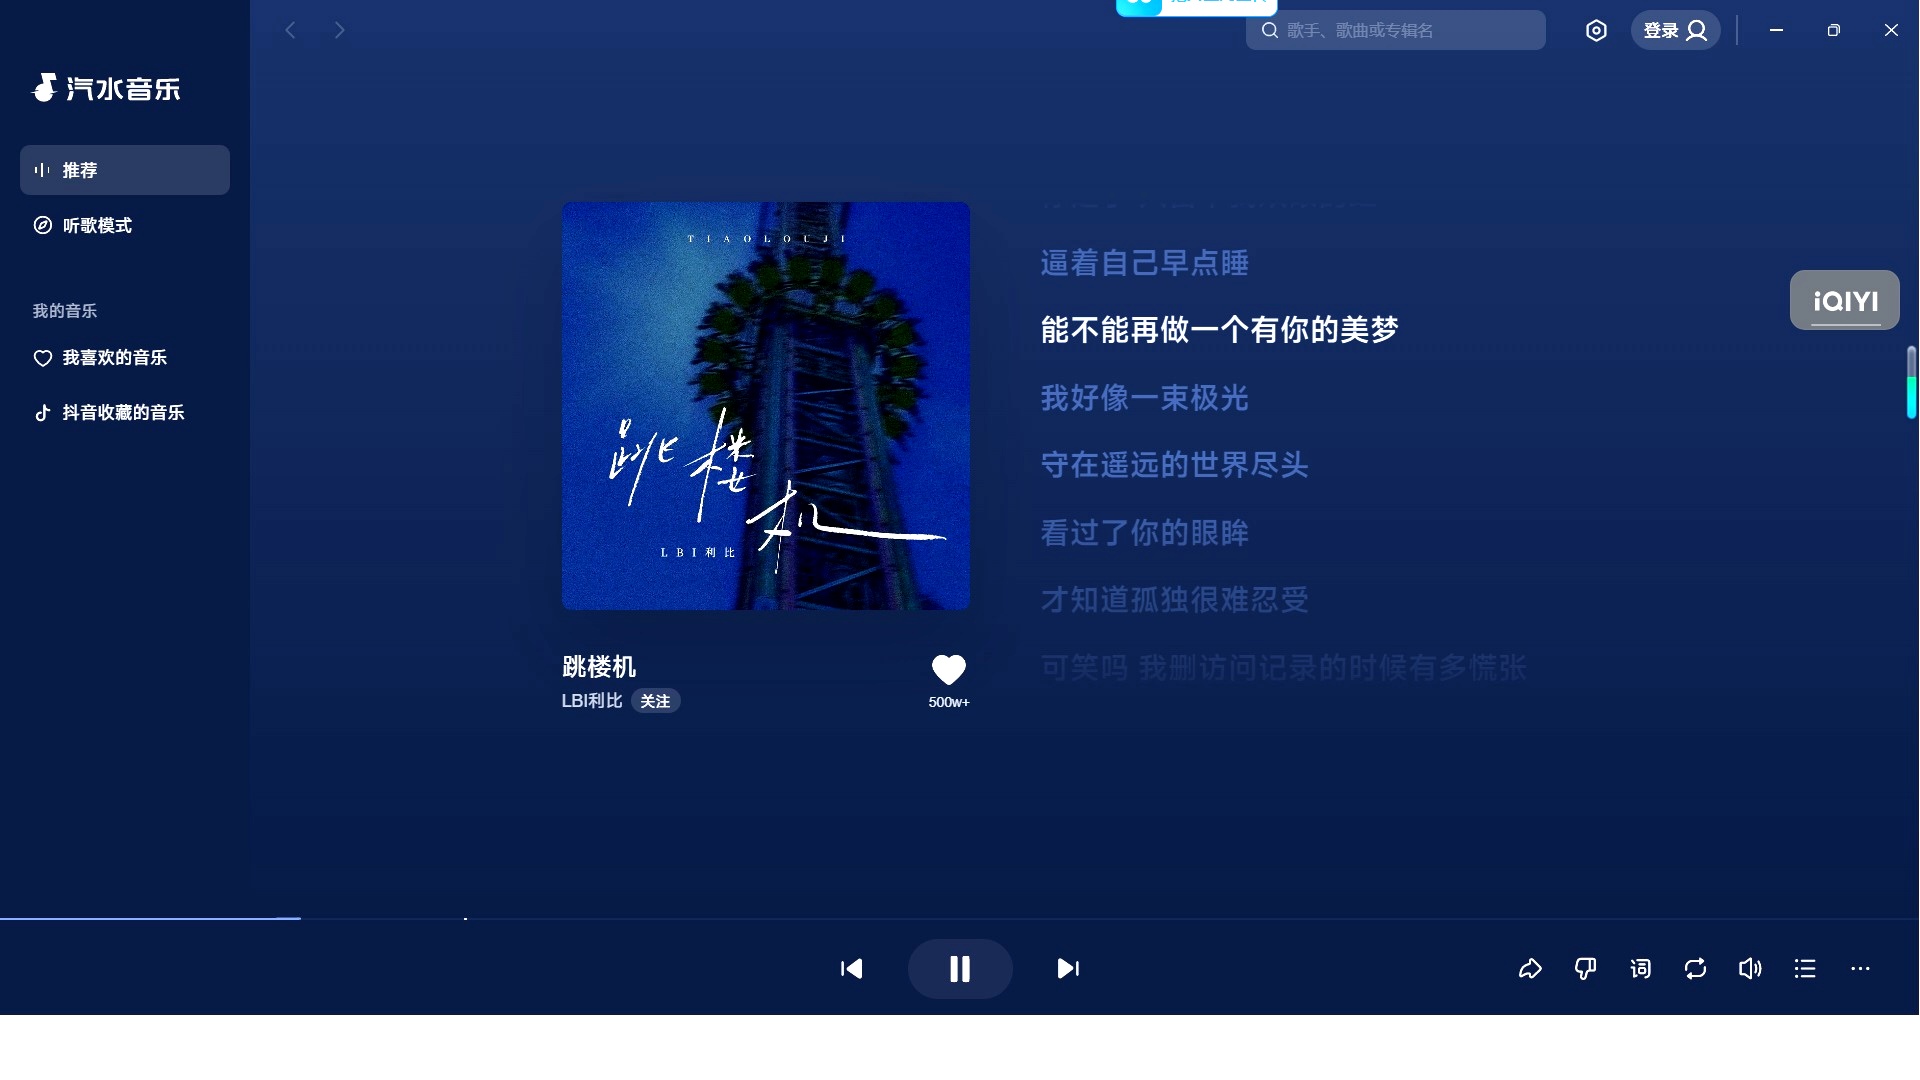 歌手、歌曲或专辑名
登录
汽水音乐
推荐
听歌模式
我的音乐
我喜欢的音乐
抖音收藏的音乐
TIAOLOUJI
跳楼机
LBI利比
跳楼机
LBI利比
关注
500w+
逼着自己早点睡
能不能再做一个有你的美梦
我好像一束极光
守在遥远的世界尽头
看过了你的眼眸
才知道孤独很难忍受
可笑吗 我删访问记录的时候有多慌张
iQIYI
词